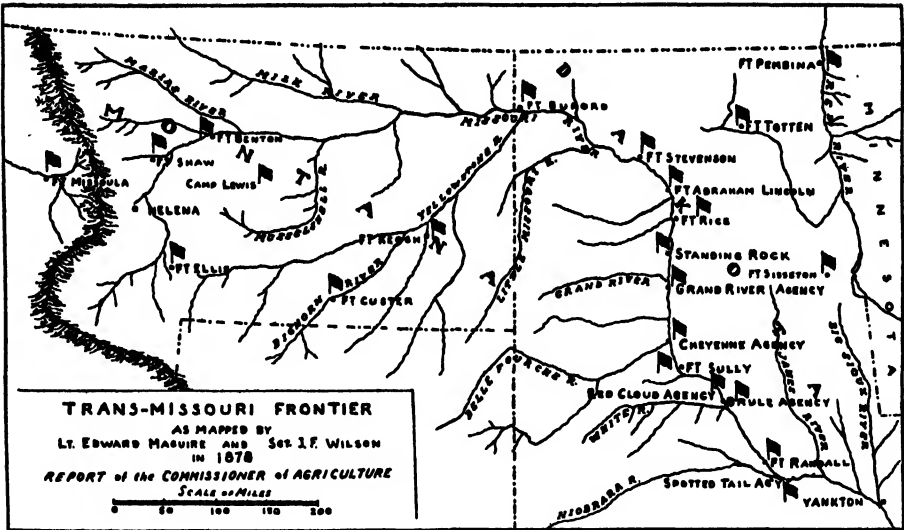 FT PEMBINA
MARIAS RIVER
MILK RIVER
RED RIVER
MINNESOTA
MONTANA
DAKOTA
FT BUFORD
MISSOURI RIVER
FT BENTON
FT TOTTEN
FT SHAW
FT STEVENSON
FT MISSOULA
CAMP LEWIS
MUSSELSHELL R.
YELLOWSTONE R.
LITTLE MISSOURI R.
FT ABRAHAM LINCOLN
FT RICE
HELENA
FT KEOGH
STANDING ROCK
FT ELLIS
FT SISSETON
GRAND RIVER
GRAND RIVER AGENCY
BIGHORN RIVER
FT CUSTER
JAMES RIVER
BIG SIOUX RIVER
CHEYENNE AGENCY
BELLE FOURCHE R.
FT SULLY
RED CLOUD AGENCY
BRULE AGENCY
WHITE R.
FT RANDALL
SPOTTED TAIL AGY
NIOBRARA R.
YANKTON
TRANS-MISSOURI FRONTIER
AS MAPPED BY
LT. EDWARD MAGUIRE AND SGT. J.F. WILSON
IN 1878
REPORT of the COMMISSIONER of AGRICULTURE
SCALE OF MILES
0 50 100 150 200